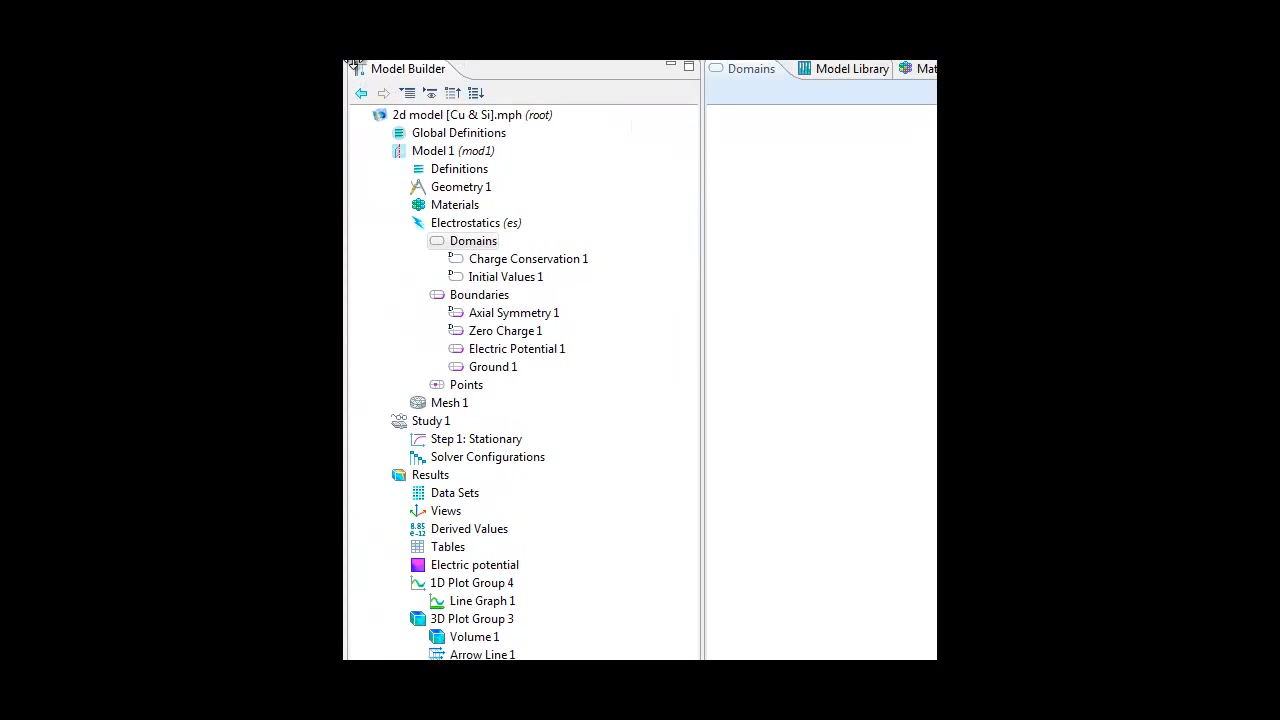 Model Builder
Domains
Model Library
Mat
2d model [Cu & Si].mph (root)
Global Definitions
Model 1 (mod1)
Definitions
Geometry 1
Materials
Electrostatics (es)
Domains
Charge Conservation 1
Initial Values 1
Boundaries
Axial Symmetry 1
Zero Charge 1
Electric Potential 1
Ground 1
Points
Mesh 1
Study 1
Step 1: Stationary
Solver Configurations
Results
Data Sets
Views
8.85
e-12
Derived Values
Tables
Electric potential
1D Plot Group 4
Line Graph 1
3D Plot Group 3
Volume 1
Arrow Line 1